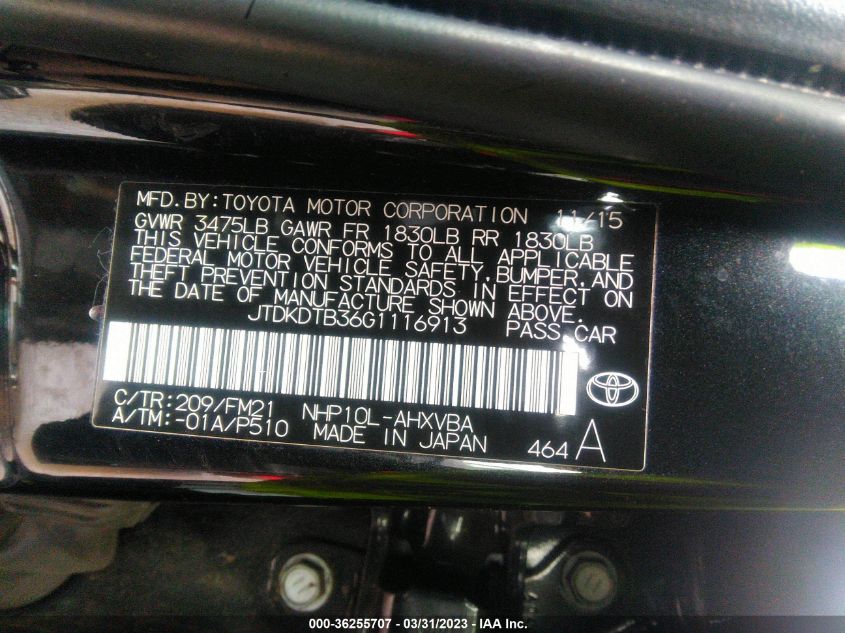 MFD.BY:TOYOTA MOTOR CORPORATION 11/15
GVWR 3475LB GAWR FR 1830LB RR 1830LB
THIS VEHICLE CONFORMS TO ALL APPLICABLE
FEDERAL MOTOR VEHICLE SAFETY,BUMPER,AND
THEFT PREVENTION STANDARDS IN EFFECT ON
THE DATE OF MANUFACTURE SHOWN ABOVE.
JTDKDTB36G1116913 PASS.CAR
C/TR:209/FM21 NHP10L-AHXVBA
A/TM:-01A/P510 MADE IN JAPAN 464 A
000-36255707 - 03/31/2023 - IAA Inc.